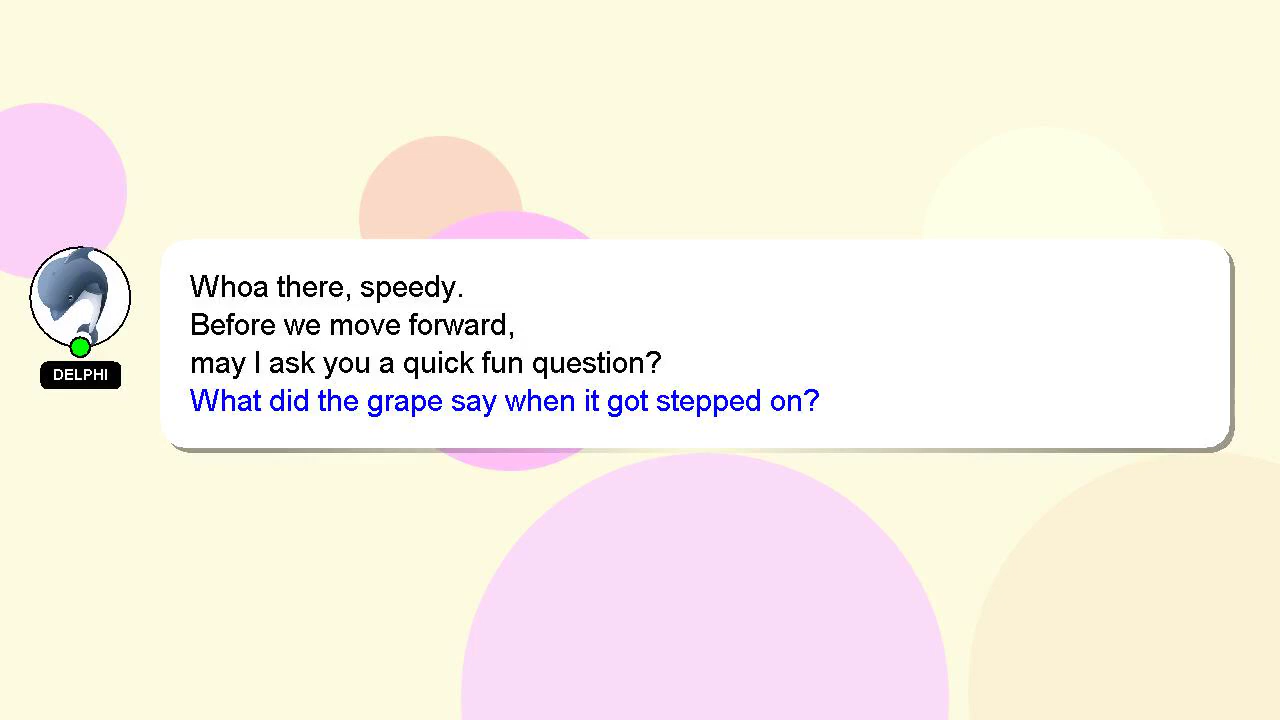 Whoa there, speedy.
Before we move forward,
may I ask you a quick fun question?
What did the grape say when it got stepped on?
DELPHI